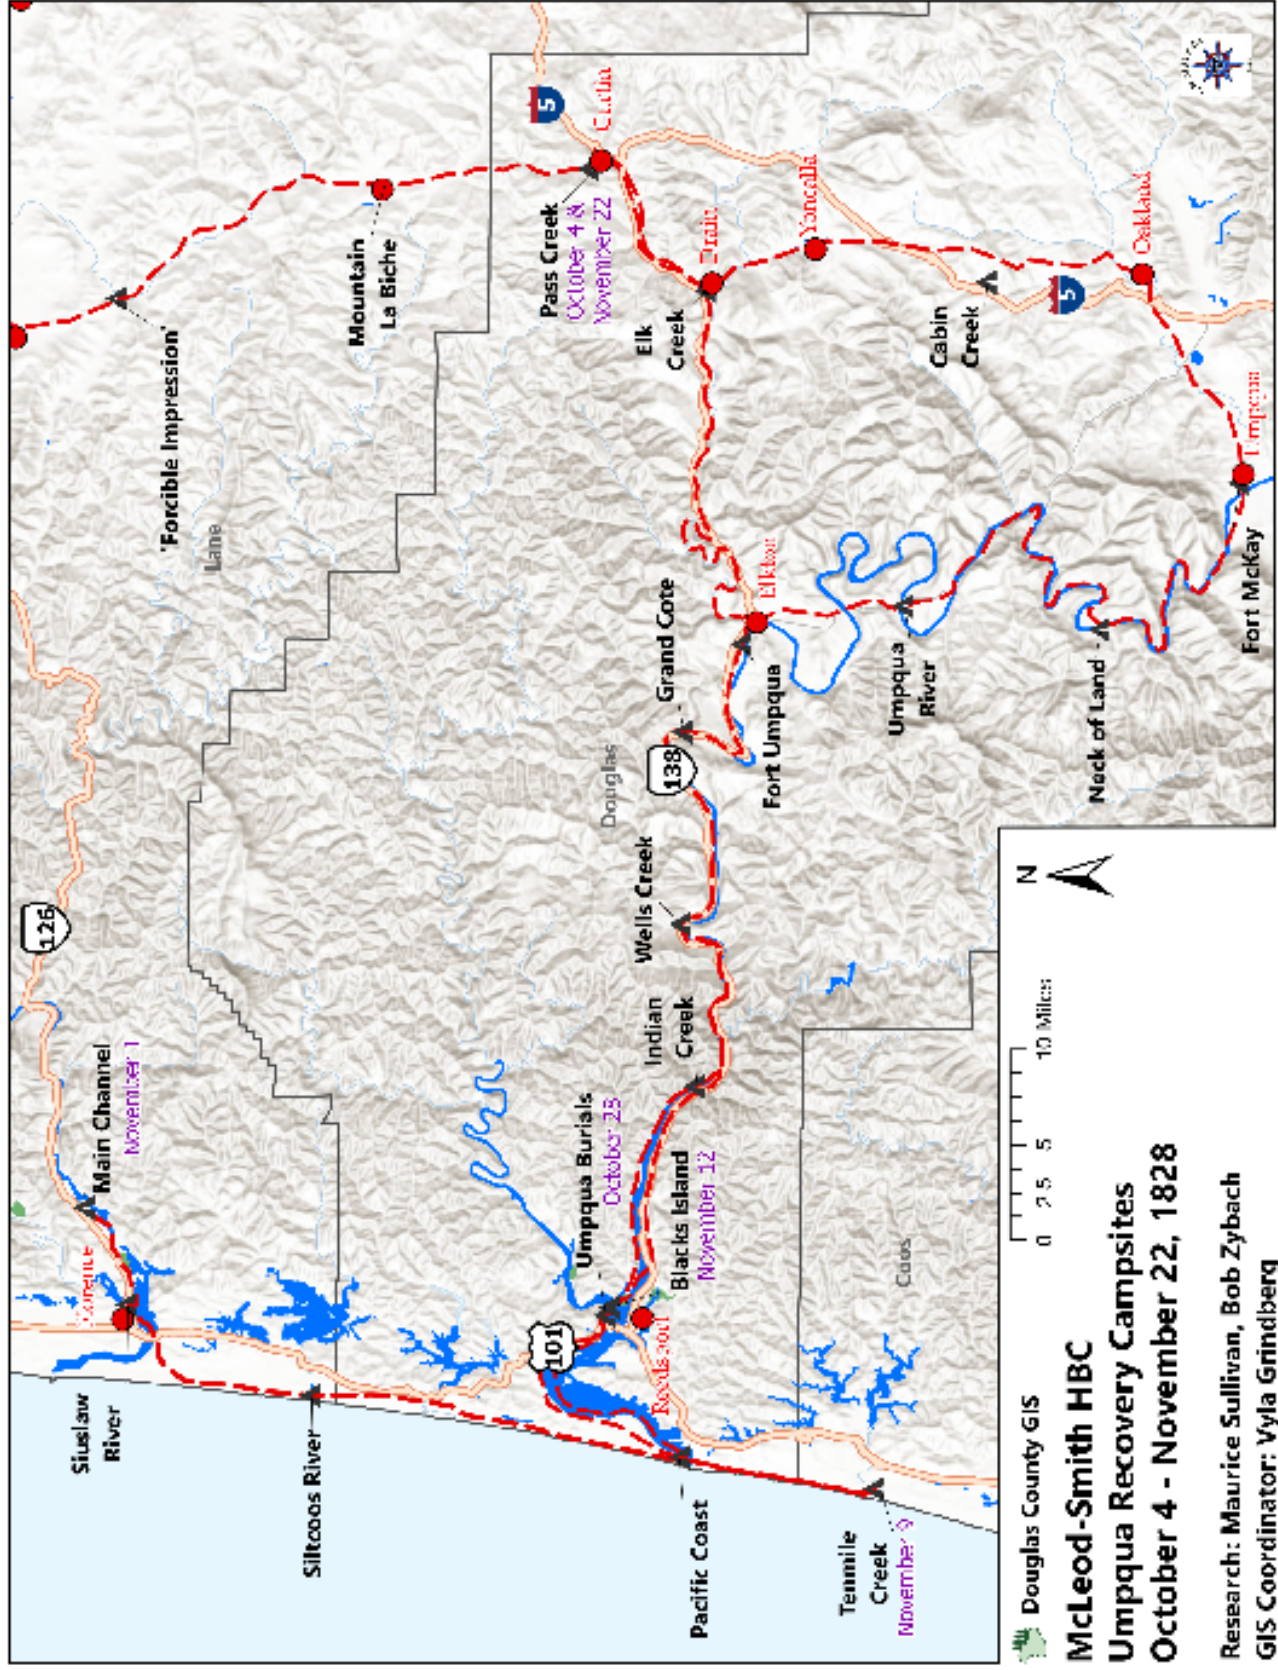 5
Curtin
Pass Creek
October 4 &
November 22
Mountain
La Biche
'Forcible Impression'
Lane
Drain
Yoncalla
Elk
Creek
Cabin
Creek
5
Oakland
Umpqua
Fort McKay
Elkton
Grand Cote
138
Fort Umpqua
Umpqua
River
Neck of Land
Douglas
Wells Creek
Indian
Creek
126
Main Channel
November 1
Florence
Siuslaw
River
Siltcoos River
Umpqua Burials
October 28
Blacks Island
November 12
101
Reedsport
Pacific Coast
Coos
Tenmile
Creek
November 9
N
0 2.5 5 10 Miles
Douglas County GIS
McLeod-Smith HBC
Umpqua Recovery Campsites
October 4 - November 22, 1828
Research: Maurice Sullivan, Bob Zybach
GIS Coordinator: Vyla Grindberg